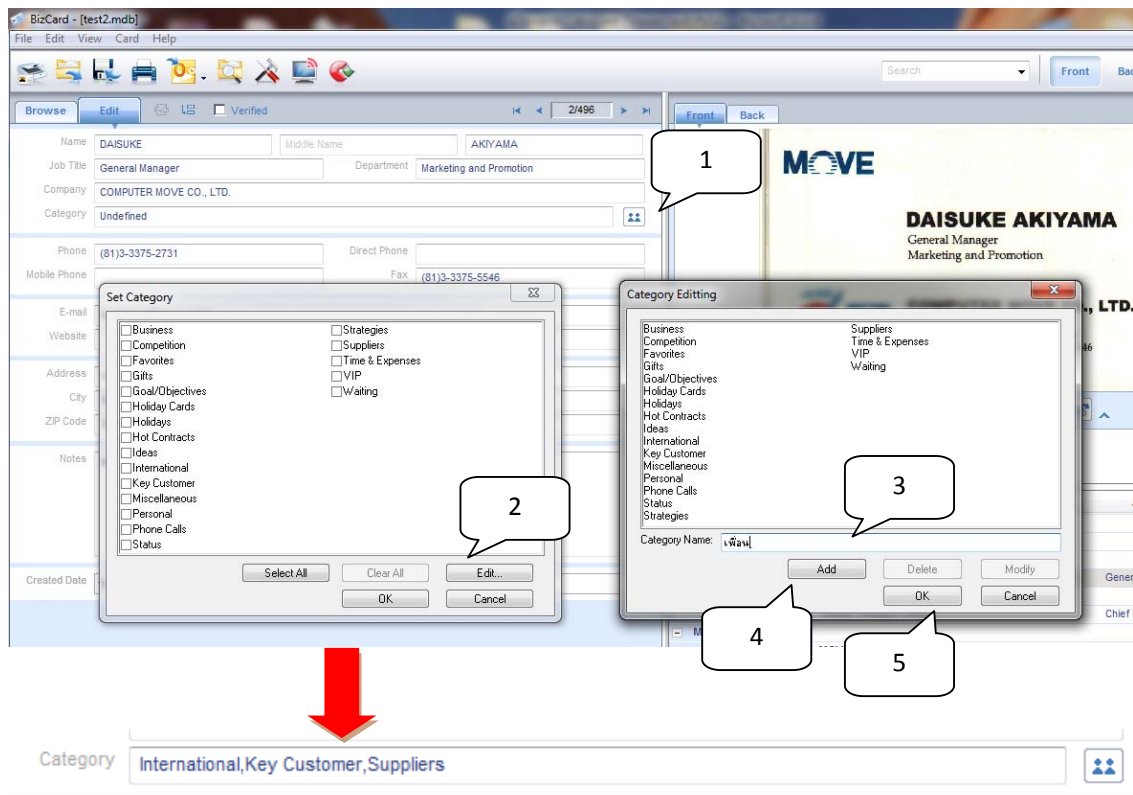 BizCard - [test2.mdb]
File Edit View Card Help
Search
Front
Browse Edit Verified 2/496
Front Back
Name DAISUKE Middle Name AKIYAMA
Job Title General Manager Department Marketing and Promotion
Company COMPUTER MOVE CO., LTD.
Category Undefined
Phone (81)3-3375-2731 Direct Phone
Mobile Phone Fax (81)3-3375-5546
E-mail
Website
Address
City
ZIP Code
Notes
Created Date
1
MOVE
DAISUKE AKIYAMA
General Manager
Marketing and Promotion
, LTD.
46
Set Category
Business
Competition
Favorites
Gifts
Goal/Objectives
Holiday Cards
Holidays
Hot Contracts
Ideas
International
Key Customer
Miscellaneous
Personal
Phone Calls
Status
Strategies
Suppliers
Time & Expenses
VIP
Waiting
2
Select All Clear All Edit...
OK Cancel
Category Editting
Business
Competition
Favorites
Gifts
Goal/Objectives
Holiday Cards
Holidays
Hot Contracts
Ideas
International
Key Customer
Miscellaneous
Personal
Phone Calls
Status
Strategies
Suppliers
Time & Expenses
VIP
Waiting
3
Category Name: เพื่อน
Add Delete Modify
OK Cancel
4
5
Gener
Chief
Category International,Key Customer,Suppliers